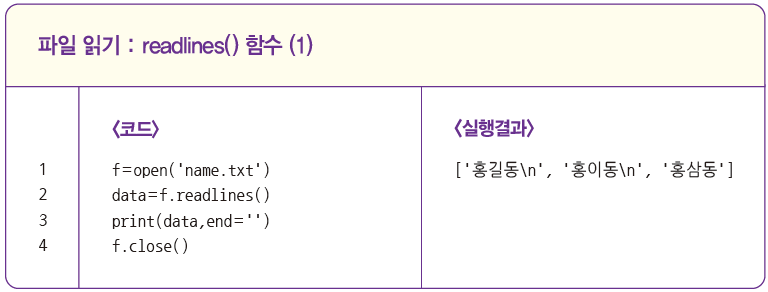 파일 읽기 : readlines() 함수 (1)
<코드>
<실행결과>
1 f=open('name.txt')
['홍길동\n', '홍이동\n', '홍삼동']
2 data=f.readlines()
3 print(data,end='')
4 f.close()